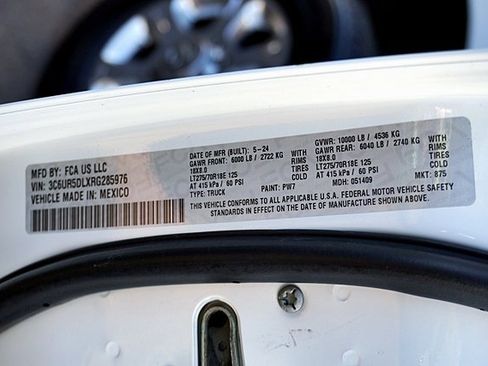 MFD BY: FCA US LLC
VIN: 3C6UR5DLXRG285976
VEHICLE MADE IN: MEXICO
DATE OF MFR (BUILT): 5-24
GAWR FRONT: 6000 LB / 2722 KG
18X8.0
LT275/70R18E 125
AT 415 kPa / 60 PSI
TYPE: TRUCK
WITH
TIRES
RIMS
COLD
PAINT: PW7
GVWR: 10000 LB / 4536 KG
GAWR REAR: 6040 LB / 2740 KG
18X8.0
LT275/70R18E 125
AT 415 kPa / 60 PSI
MDH: 051409
WITH
TIRES
RIMS
COLD
MKT: 875
THIS VEHICLE CONFORMS TO ALL APPLICABLE U.S.A. FEDERAL MOTOR VEHICLE SAFETY
STANDARDS IN EFFECT ON THE DATE OF MANUFACTURE SHOWN ABOVE.